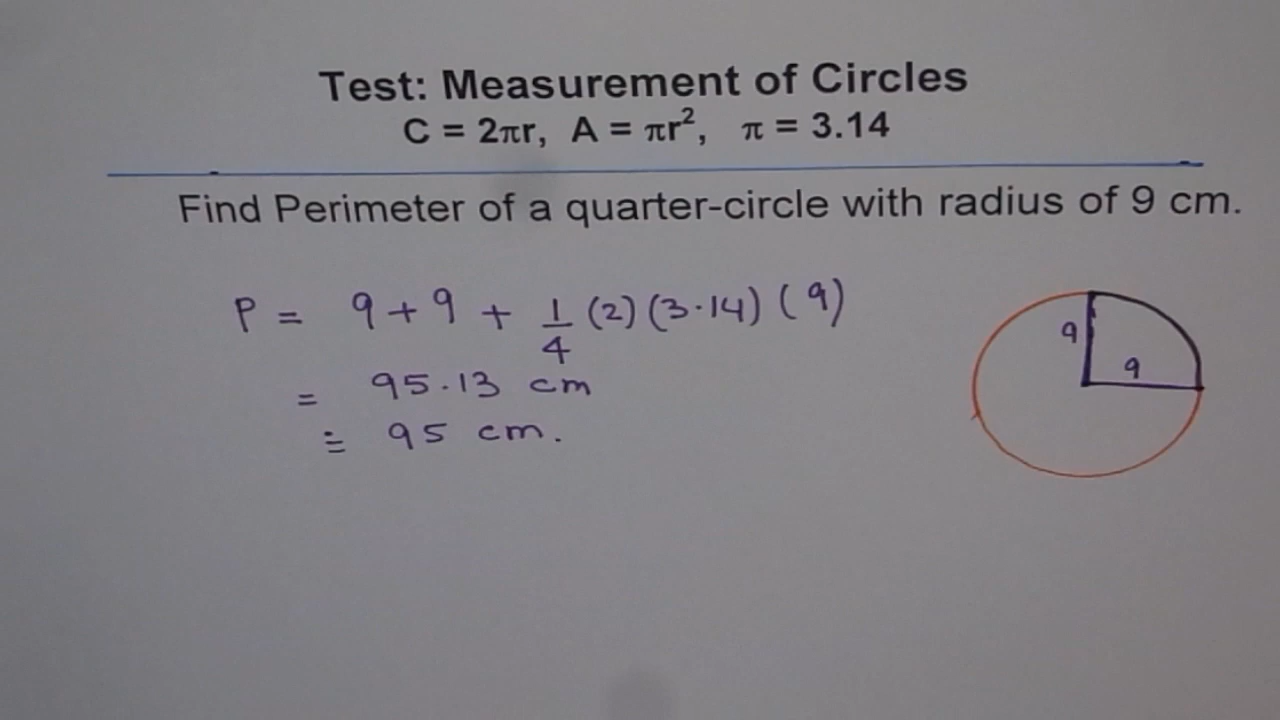 Test: Measurement of Circles
C = 2πr, A = πr², π = 3.14
Find Perimeter of a quarter-circle with radius of 9 cm.
P = 9 + 9 + 1/4 (2) (3.14) (9)
= 95.13 cm
≐ 95 cm.
9
9